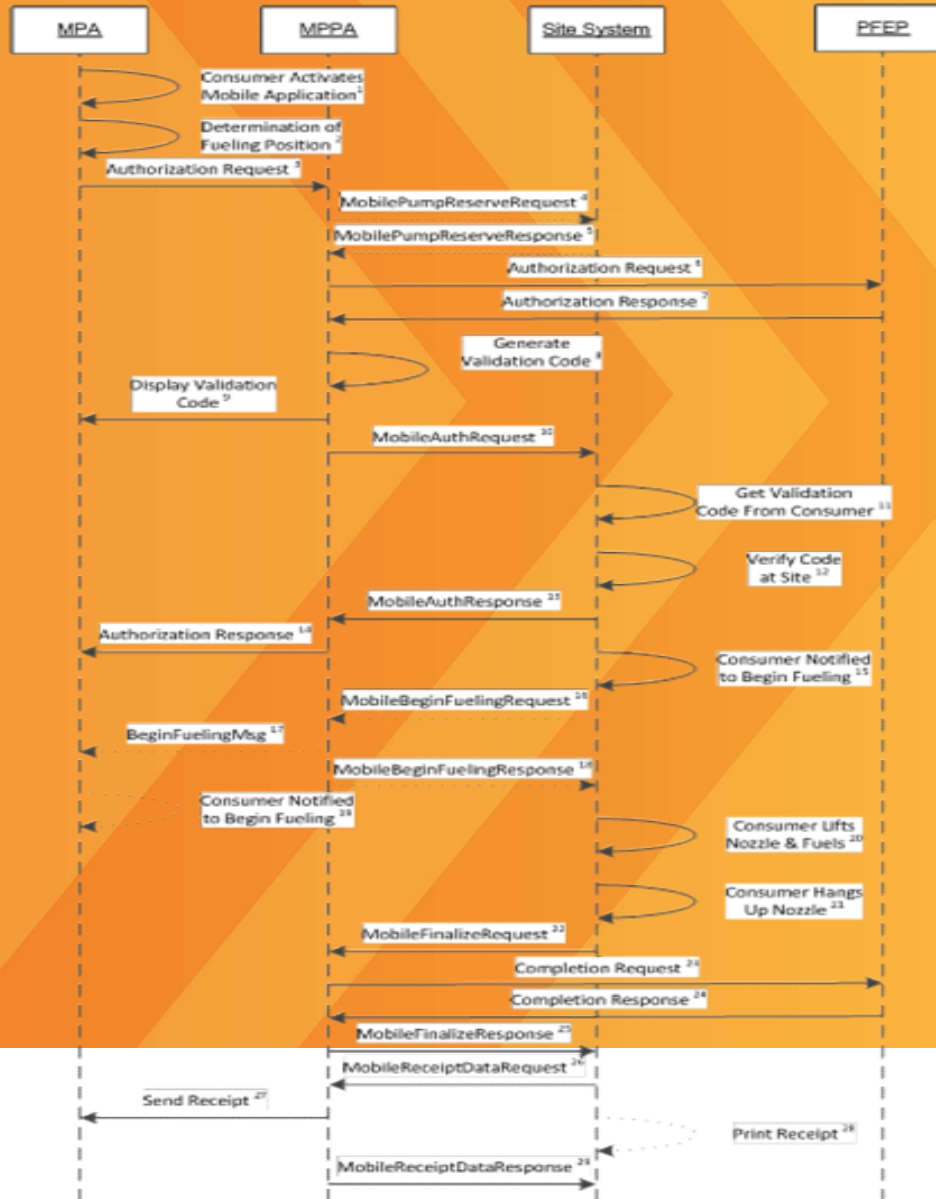 MPA
MPPA
Site System
PFEP
Consumer Activates
Mobile Application 1
Determination of
Fueling Position 2
Authorization Request 3
MobilePumpReserveRequest 4
MobilePumpReserveResponse 5
Authorization Request 6
Authorization Response 7
Generate
Validation Code 8
Display Validation
Code 9
MobileAuthRequest 10
Get Validation
Code From Consumer 11
Verify Code
at Site 12
MobileAuthResponse 13
Authorization Response 14
Consumer Notified
to Begin Fueling 15
MobileBeginFuelingRequest 16
BeginFuelingMsg 17
MobileBeginFuelingResponse 18
Consumer Notified
to Begin Fueling 19
Consumer Lifts
Nozzle & Fuels 20
Consumer Hangs
Up Nozzle 21
MobileFinalizeRequest 22
Completion Request 23
Completion Response 24
MobileFinalizeResponse 25
MobileReceiptDataRequest 26
Send Receipt 27
Print Receipt 28
MobileReceiptDataResponse 29